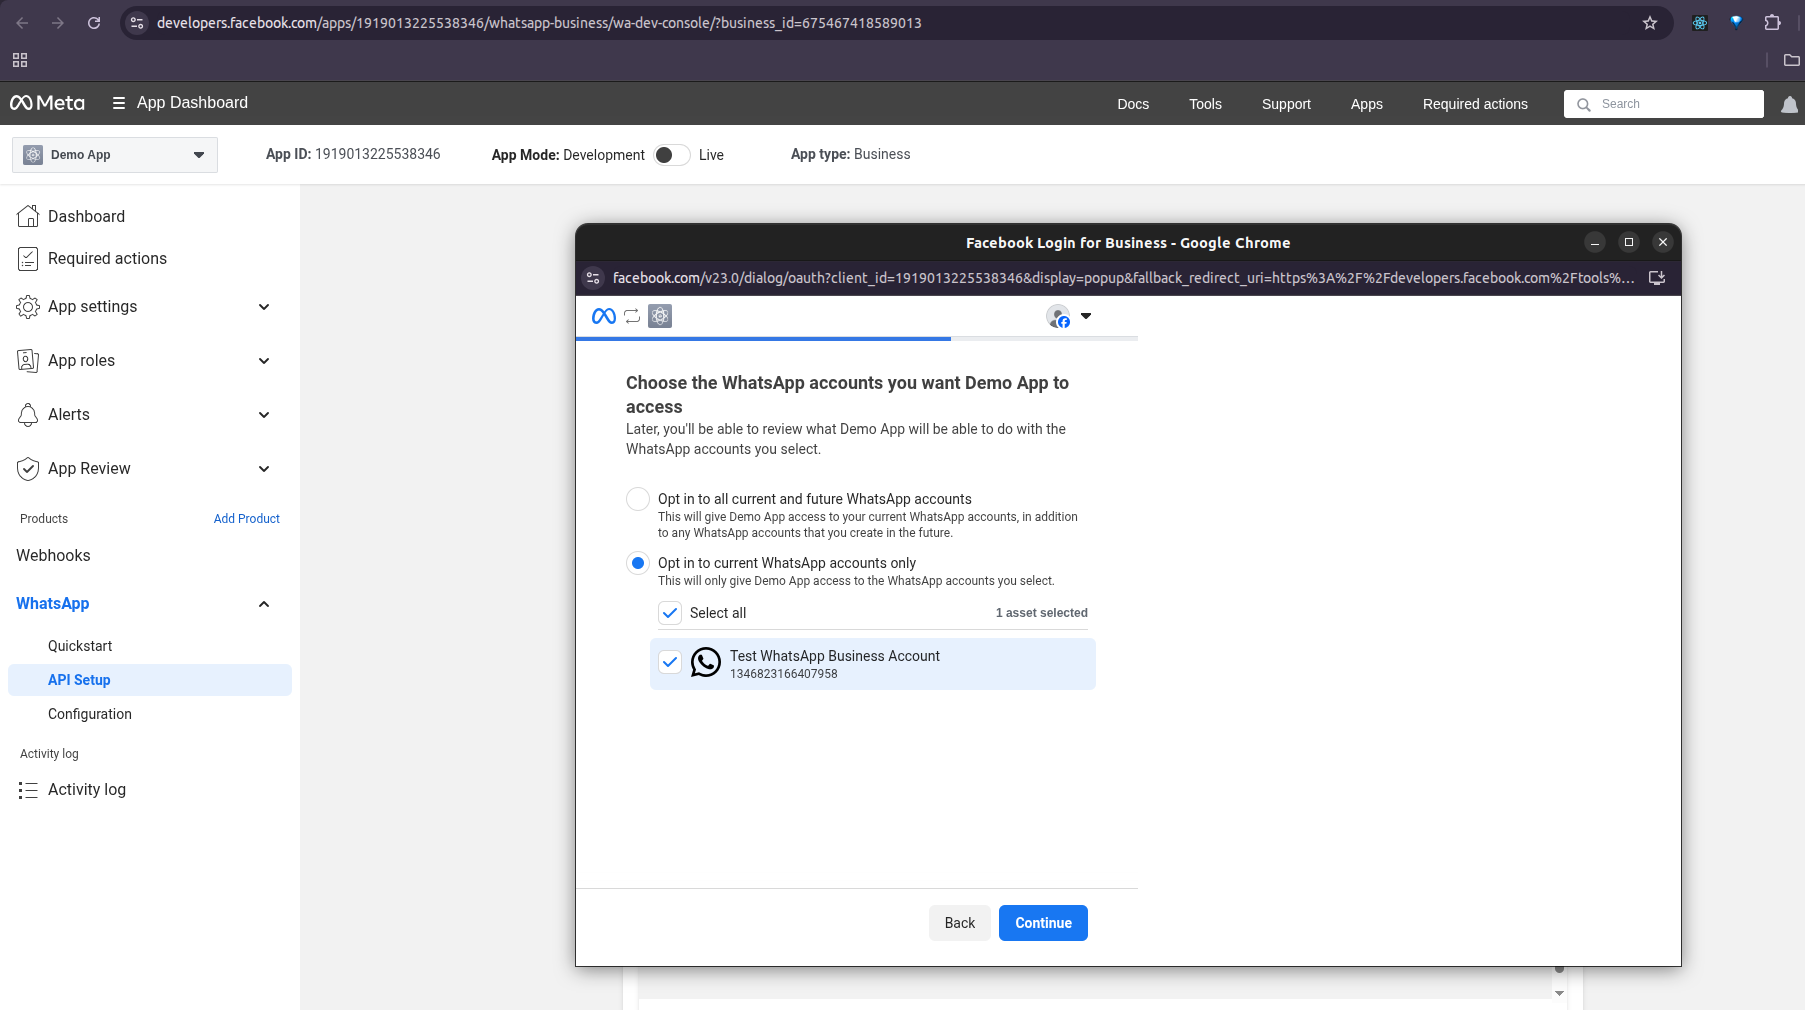 developers.facebook.com/apps/1919013225538346/whatsapp-business/wa-dev-console/?business_id=675467418589013
Meta
App Dashboard
Docs
Tools
Support
Apps
Required actions
Search
Demo App
App ID: 1919013225538346
App Mode: Development
Live
App type: Business
Dashboard
Required actions
App settings
App roles
Alerts
App Review
Products
Add Product
Webhooks
WhatsApp
Quickstart
API Setup
Configuration
Activity log
Activity log
Facebook Login for Business - Google Chrome
facebook.com/v23.0/dialog/oauth?client_id=1919013225538346&display=popup&fallback_redirect_uri=https%3A%2F%2Fdevelopers.facebook.com%2Ftools%...
Choose the WhatsApp accounts you want Demo App to
access
Later, you'll be able to review what Demo App will be able to do with the
WhatsApp accounts you select.
Opt in to all current and future WhatsApp accounts
This will give Demo App access to your current WhatsApp accounts, in addition
to any WhatsApp accounts that you create in the future.
Opt in to current WhatsApp accounts only
This will only give Demo App access to the WhatsApp accounts you select.
Select all
1 asset selected
Test WhatsApp Business Account
1346823166407958
Back
Continue